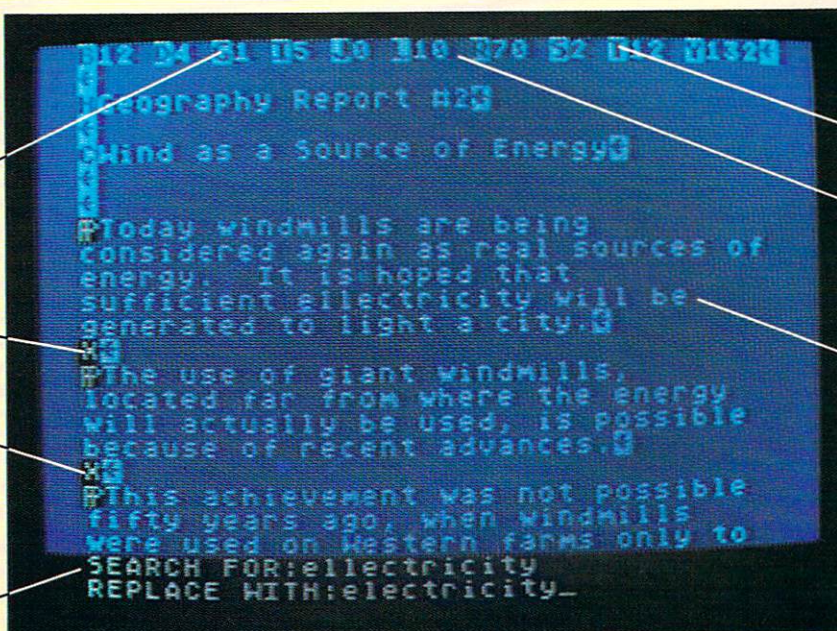 B12 D4 G1 I5 J0 L10 R70 S2 T12 Y132
Geography Report #2
Wind as a Source of Energy
¶Today windmills are being
considered again as real sources of
energy. It is hoped that
sufficient ellectricity will be
generated to light a city.
X
¶The use of giant windmills,
located far from where the energy
will actually be used, is possible
because of recent advances.
X
¶This achievement was not possible
fifty years ago, when windmills
were used on Western farms only to
SEARCH FOR:ellectricity
REPLACE WITH:electricity_